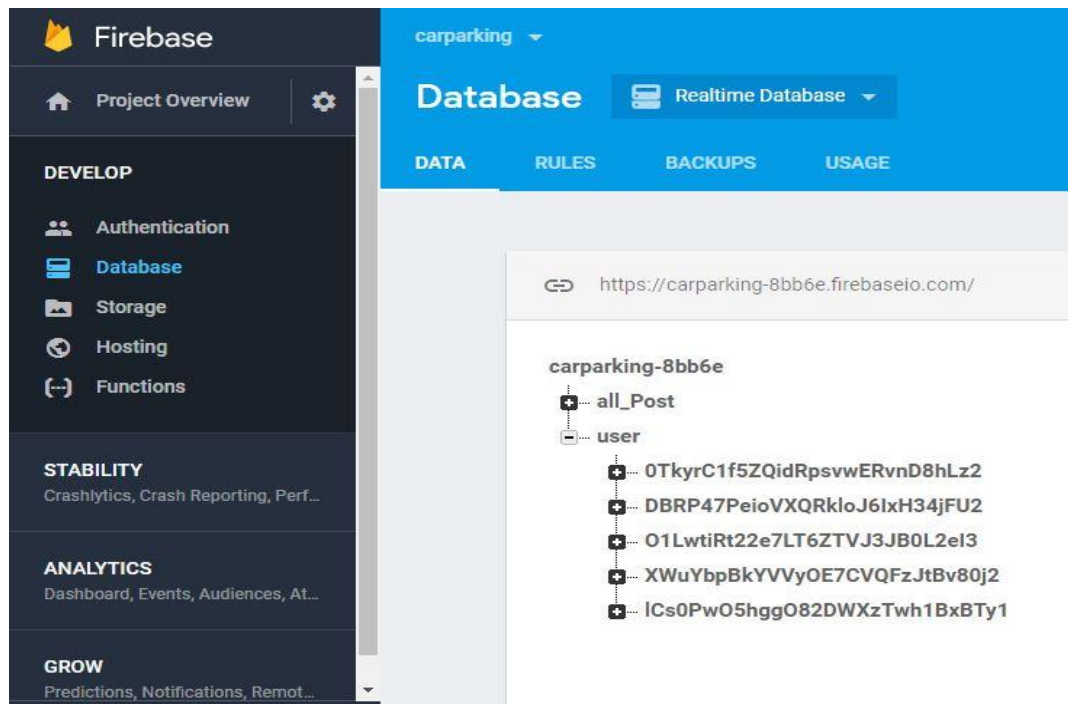 Firebase
Project Overview
DEVELOP
Authentication
Database
Storage
Hosting
Functions
STABILITY
Crashlytics, Crash Reporting, Perf...
ANALYTICS
Dashboard, Events, Audiences, At...
GROW
Predictions, Notifications, Remot...
carparking
Database
Realtime Database
DATA RULES BACKUPS USAGE
https://carparking-8bb6e.firebaseio.com/
carparking-8bb6e
all_Post
user
0TkyrC1f5ZQidRpsvwERvnD8hLz2
DBRP47PeioVXQRkloJ6IxH34jFU2
O1LwtiRt22e7LT6ZTVJ3JB0L2eI3
XWuYbpBkYVVyOE7CVQFzJtBv80j2
lCs0PwO5hggO82DWXzTwh1BxBTy1